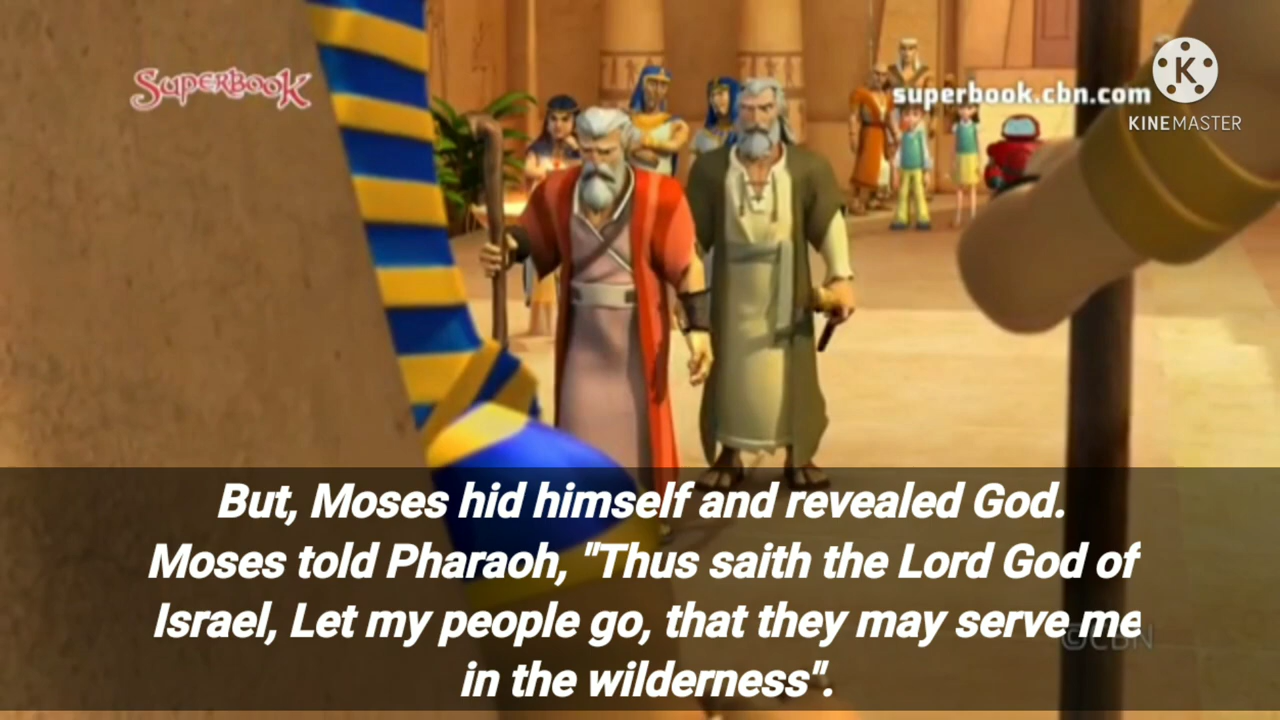 SUPERBOOK
superbook.cbn.com
K
KINEMASTER
But, Moses hid himself and revealed God.
Moses told Pharaoh, "Thus saith the Lord God of
Israel, Let my people go, that they may serve me
in the wilderness".
©CBN